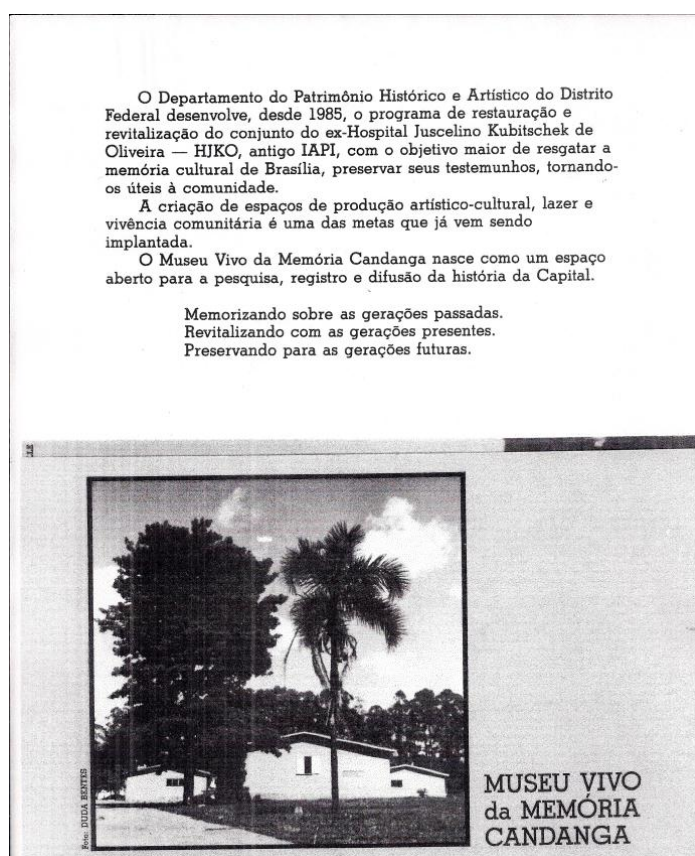 O Departamento do Patrimônio Histórico e Artístico do Distrito
Federal desenvolve, desde 1985, o programa de restauração e
revitalização do conjunto do ex-Hospital Juscelino Kubitschek de
Oliveira — HJKO, antigo IAPI, com o objetivo maior de resgatar a
memória cultural de Brasília, preservar seus testemunhos, tornando-
os úteis à comunidade.
A criação de espaços de produção artístico-cultural, lazer e
vivência comunitária é uma das metas que já vem sendo
implantada.
O Museu Vivo da Memória Candanga nasce como um espaço
aberto para a pesquisa, registro e difusão da história da Capital.
Memorizando sobre as gerações passadas.
Revitalizando com as gerações presentes.
Preservando para as gerações futuras.
Foto: DUDA BENTES
MUSEU VIVO
da MEMÓRIA
CANDANGA